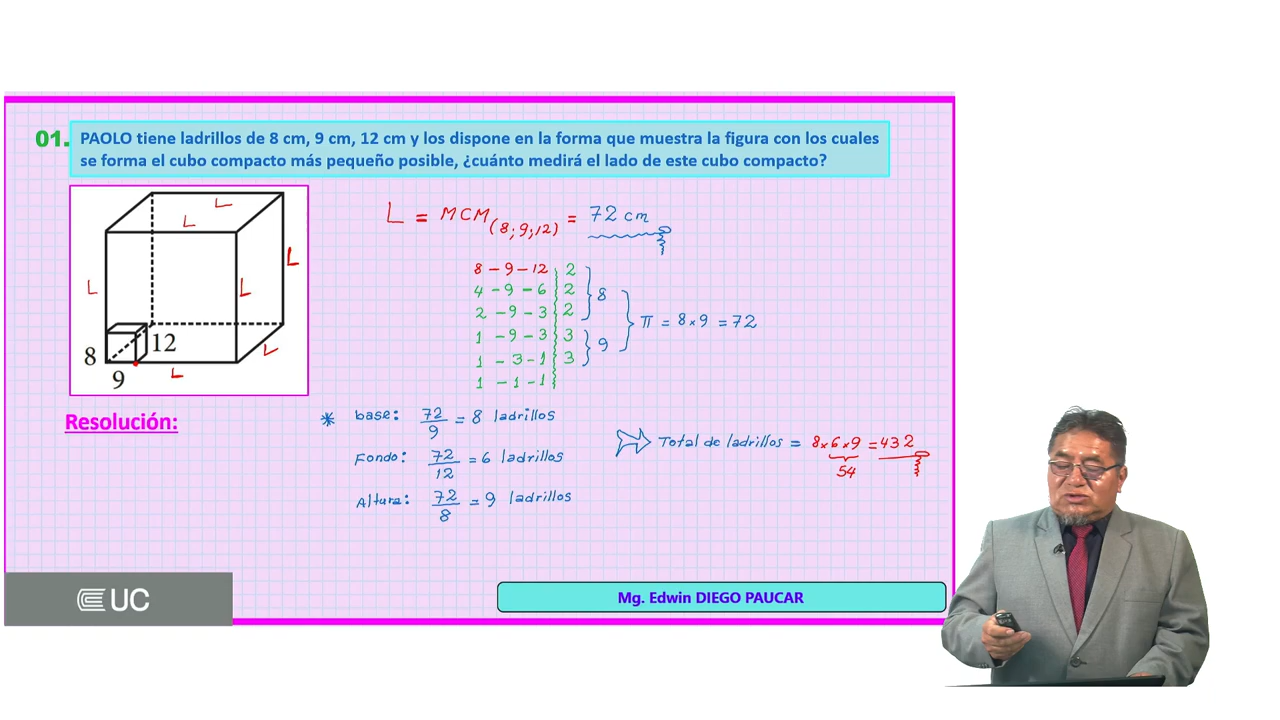 01. PAOLO tiene ladrillos de 8 cm, 9 cm, 12 cm y los dispone en la forma que muestra la figura con los cuales
se forma el cubo compacto más pequeño posible, ¿cuánto medirá el lado de este cubo compacto?
L
L
L
L
L
L
L
8
9
12
L = MCM(8;9;12) = 72 cm
8 - 9 - 12 | 2
4 - 9 - 6 | 2
2 - 9 - 3 | 2
1 - 9 - 3 | 3
1 - 3 - 1 | 3
1 - 1 - 1
8
9
π = 8 × 9 = 72
Resolución:
* base: 72/9 = 8 ladrillos
Fondo: 72/12 = 6 ladrillos
Altura: 72/8 = 9 ladrillos
Total de ladrillos = 8×6×9 = 432
54
UC
Mg. Edwin DIEGO PAUCAR